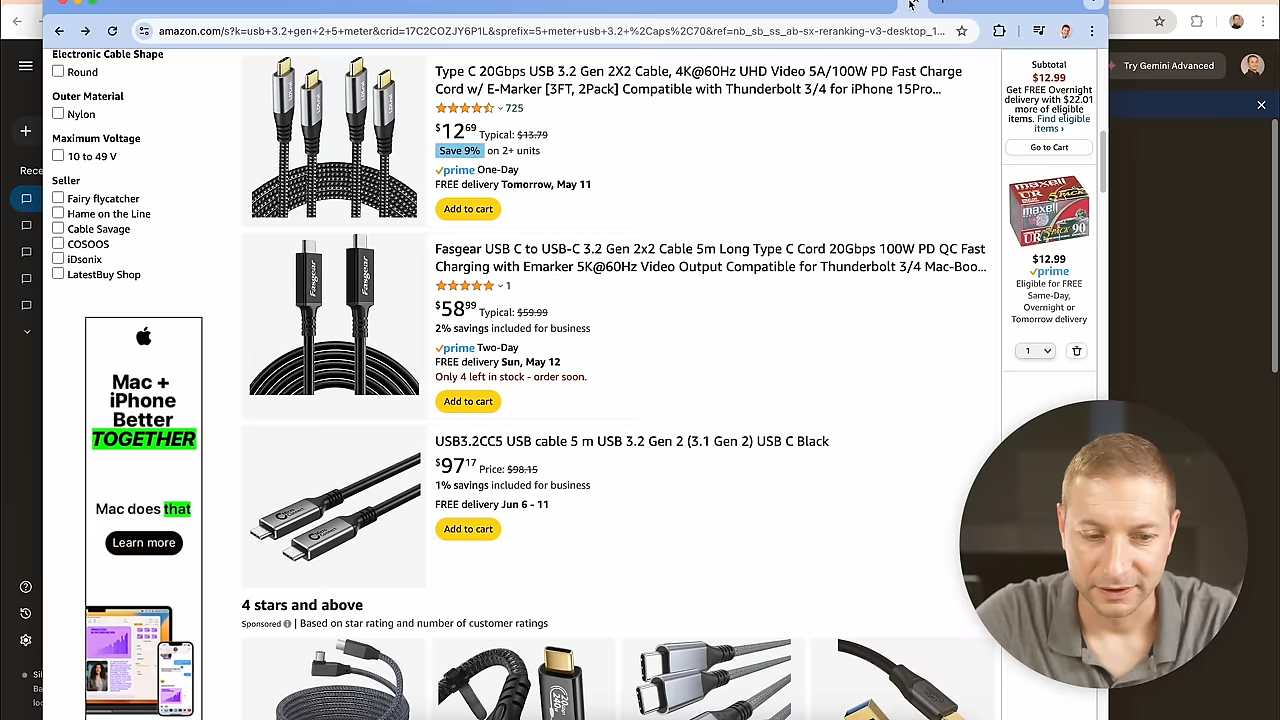 amazon.com/s?k=usb+3.2+gen+2+5+meter&crid=17C2COZJY6P1L&sprefix=5+meter+usb+3.2+%2Caps%2C70&ref=nb_sb_ss_ab-sx-reranking-v3-desktop_1...
Try Gemini Advanced
Rece
Electronic Cable Shape
Round
Outer Material
Nylon
Maximum Voltage
10 to 49 V
Seller
Fairy flycatcher
Hame on the Line
Cable Savage
COSOOS
iDsonix
LatestBuy Shop
Mac +
iPhone
Better
TOGETHER
Mac does that
Learn more
Type C 20Gbps USB 3.2 Gen 2X2 Cable, 4K@60Hz UHD Video 5A/100W PD Fast Charge
Cord w/ E-Marker [3FT, 2Pack] Compatible with Thunderbolt 3/4 for iPhone 15Pro...
725
$12.69 Typical: $13.79
Save 9% on 2+ units
prime One-Day
FREE delivery Tomorrow, May 11
Add to cart
Fasgear
Fasgear
Fasgear USB C to USB-C 3.2 Gen 2x2 Cable 5m Long Type C Cord 20Gbps 100W PD QC Fast
Charging with Emarker 5K@60Hz Video Output Compatible for Thunderbolt 3/4 Mac-Boo...
1
$58.99 Typical: $59.99
2% savings included for business
prime Two-Day
FREE delivery Sun, May 12
Only 4 left in stock - order soon.
Add to cart
USB3.2CC5 USB cable 5 m USB 3.2 Gen 2 (3.1 Gen 2) USB C Black
$97.17 Price: $98.15
1% savings included for business
FREE delivery Jun 6 - 11
Add to cart
4 stars and above
Sponsored | Based on star rating and number of customer ratings
Subtotal
$12.99
Get FREE Overnight
delivery with $22.01
more of eligible
items. Find eligible
items ›
Go to Cart
maxell
UR
maxell
UR
5 PACK 90
$12.99
prime
Eligible for FREE
Same-Day,
Overnight or
Tomorrow delivery
1